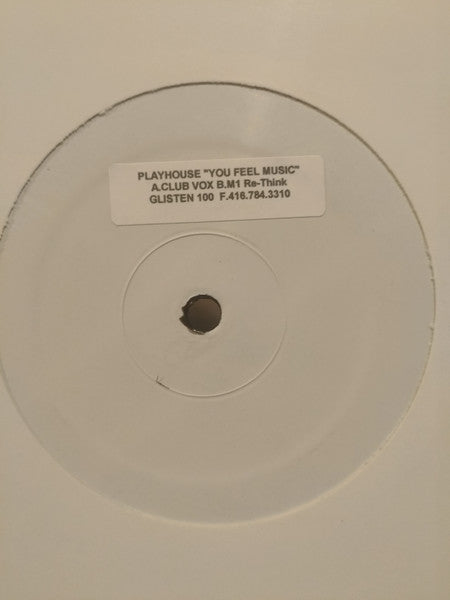 PLAYHOUSE "YOU FEEL MUSIC"
A.CLUB VOX B.M1 Re-Think
GLISTEN 100 F.416.784.3310